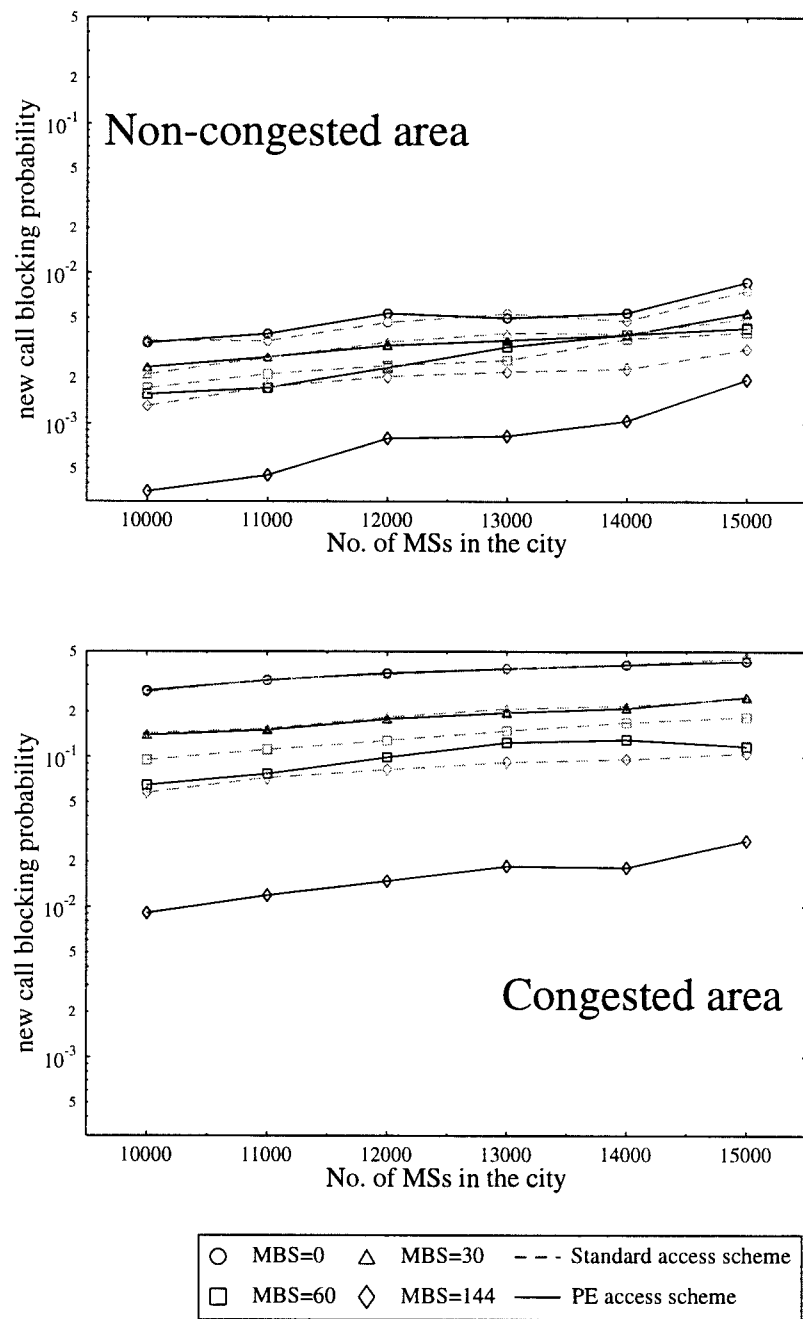 5
2
10-1
5
2
10-2
5
2
10-3
5
new call blocking probability
Non-congested area
10000 11000 12000 13000 14000 15000
No. of MSs in the city
5
2
10-1
5
2
10-2
5
2
10-3
5
new call blocking probability
Congested area
10000 11000 12000 13000 14000 15000
No. of MSs in the city
MBS=0 MBS=30 Standard access scheme
MBS=60 MBS=144 PE access scheme